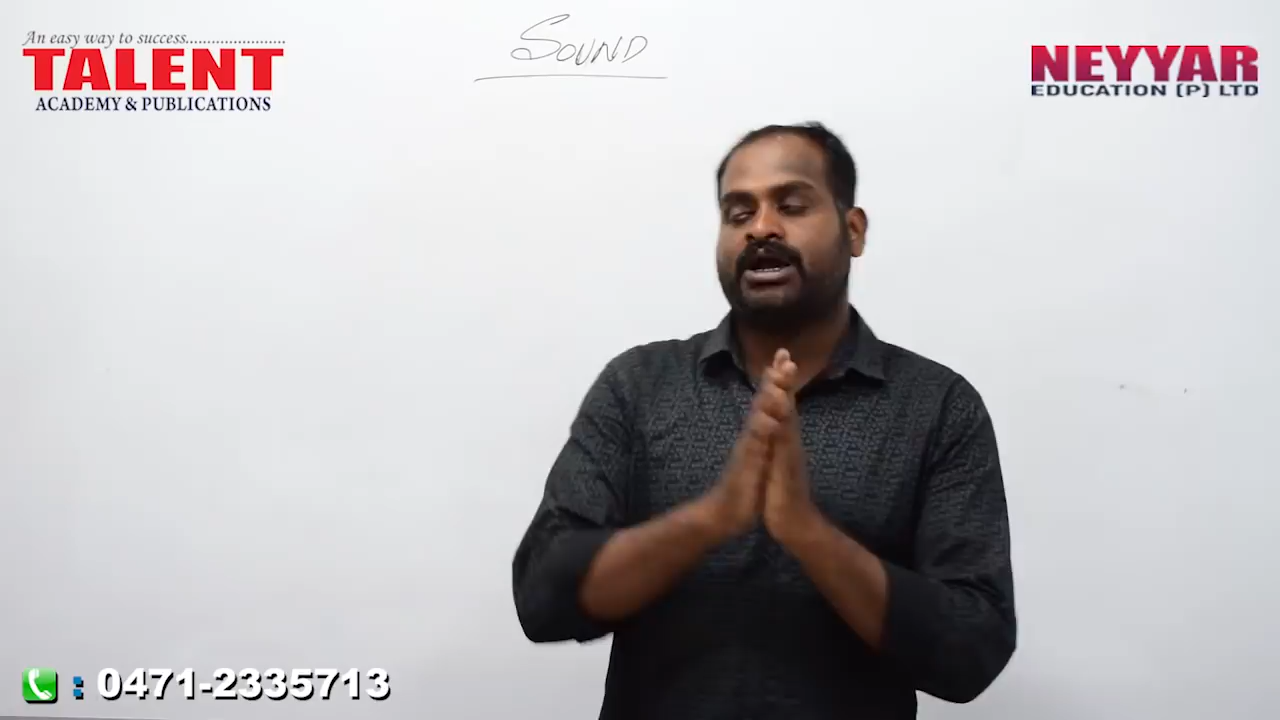 An easy way to success........................
TALENT
ACADEMY & PUBLICATIONS
SOUND
NEYYAR
EDUCATION (P) LTD
: 0471-2335713